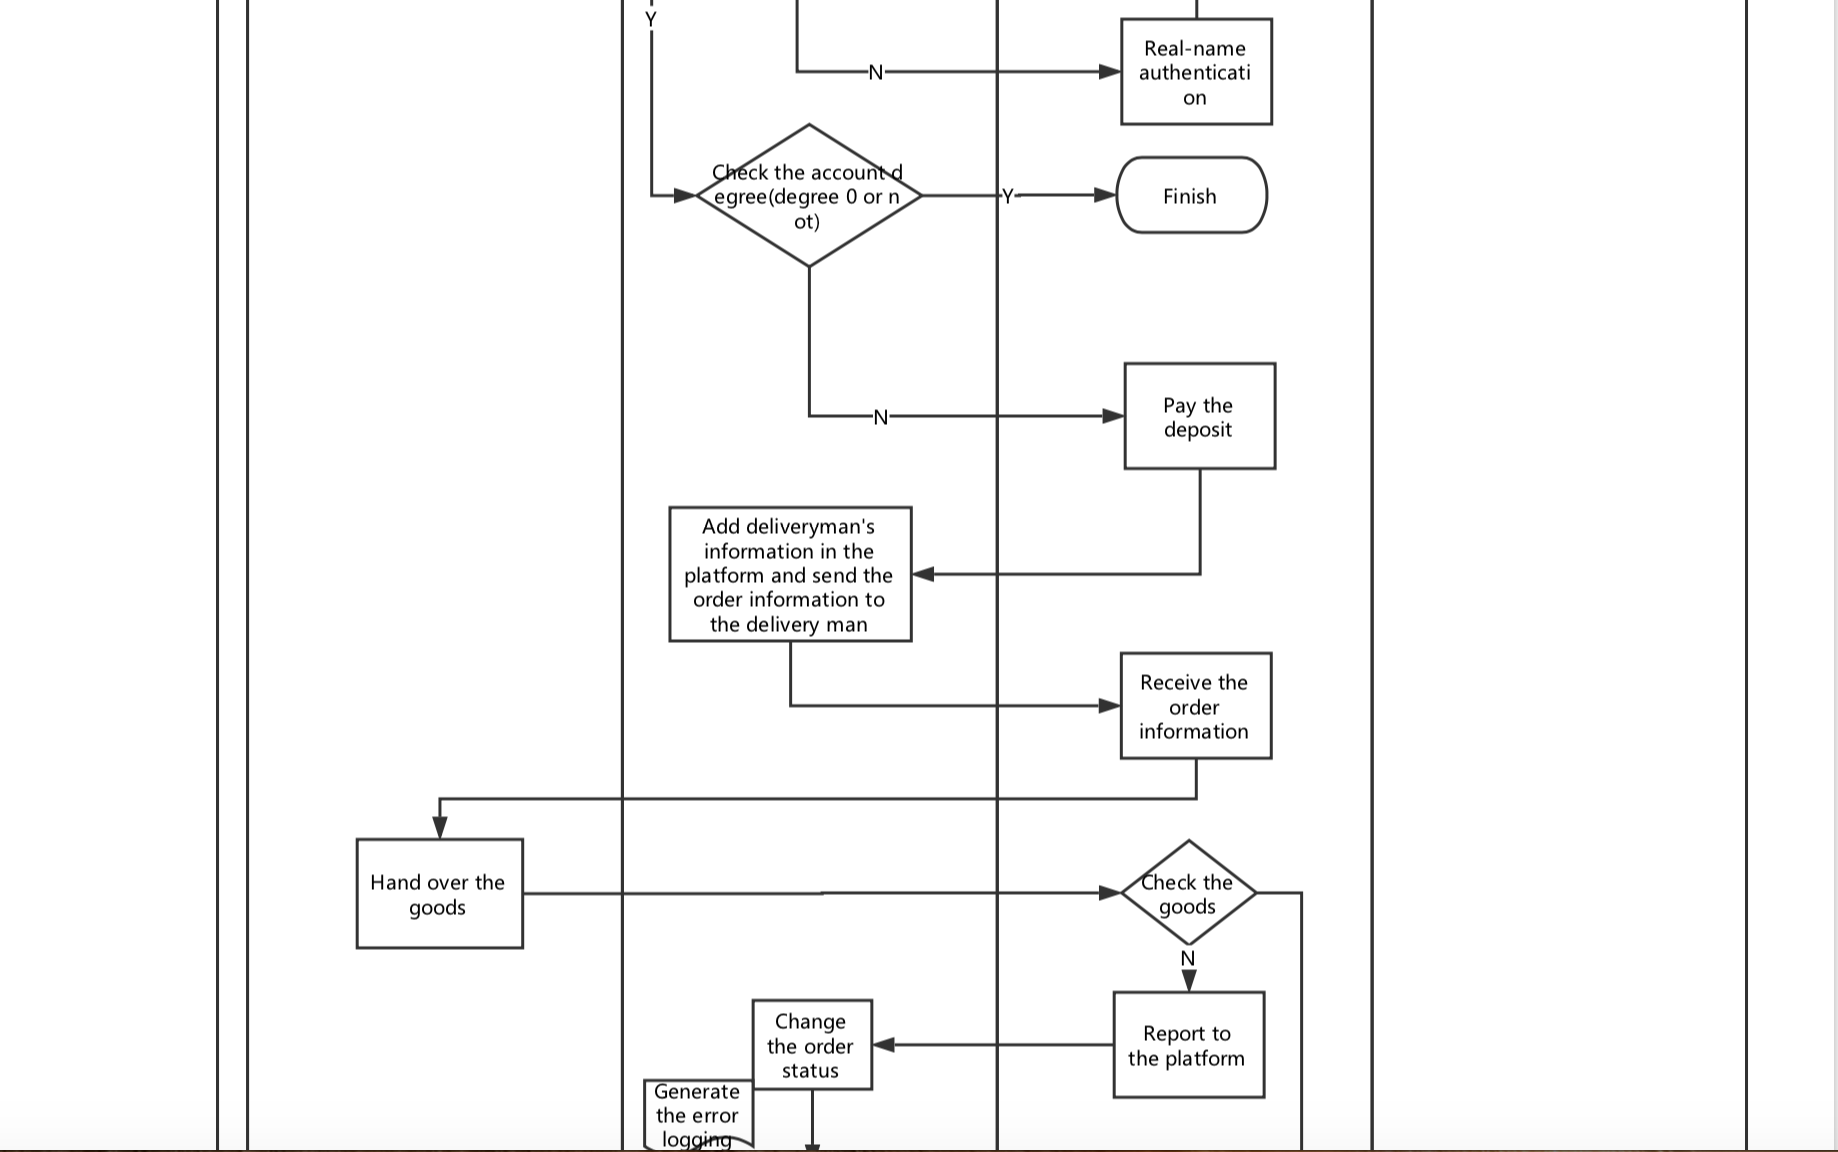 Y
N
Real-name
authenticati
on
Check the account d
egree(degree 0 or n
ot)
Y
Finish
N
Pay the
deposit
Add deliveryman's
information in the
platform and send the
order information to
the delivery man
Receive the
order
information
Hand over the
goods
Check the
goods
N
Change
the order
status
Report to
the platform
Generate
the error
logging